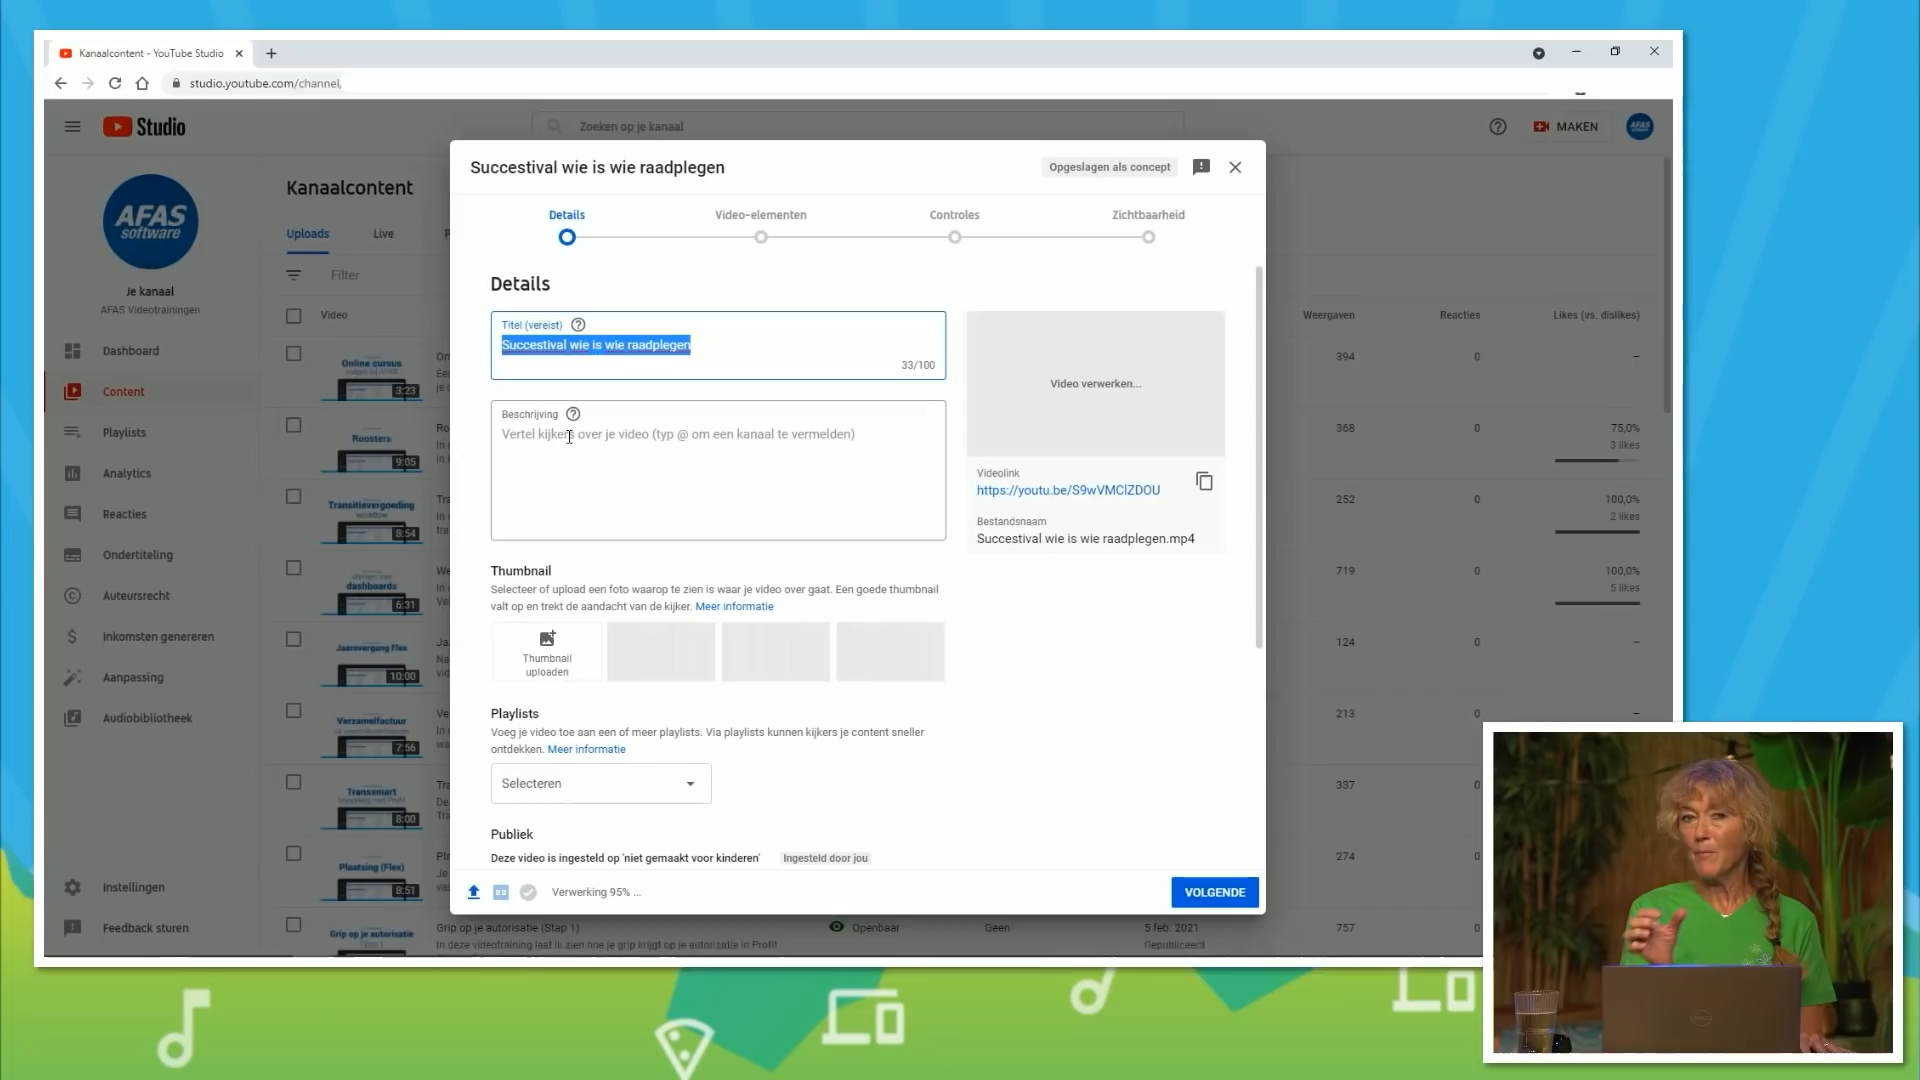 Kanaalcontent - YouTube Studio
studio.youtube.com/channel,
Studio
Zoeken op je kanaal
MAKEN
AFAS
AFAS
software
Je kanaal
AFAS Videotrainingen
Dashboard
Content
Playlists
Analytics
Reacties
Ondertiteling
Auteursrecht
Inkomsten genereren
Aanpassing
Audiobibliotheek
Instellingen
Feedback sturen
Kanaalcontent
Uploads
Live
Filter
Video
Online cursus
3:23
Roosters
9:05
Transitievergoeding
workflow
8:54
dashboards
6:31
Jaarovergang Flex
10:00
Verzamelfactuur
7:56
Transsmart
8:00
Plaatsing (Flex)
8:51
Grip op je autorisatie
Grip op je autorisatie (Stap 1)
In deze videotraining laat ik zien hoe je grip krijgt op je autorisatie in Profit
Openbaar
Geen
5 feb. 2021
Gepubliceerd
757
0
Weergaven
Reacties
Likes (vs. dislikes)
394
0
–
368
0
75,0%
3 likes
252
0
100,0%
2 likes
719
0
100,0%
5 likes
124
0
–
213
0
–
337
0
274
0
Succestival wie is wie raadplegen
Opgeslagen als concept
Details
Video-elementen
Controles
Zichtbaarheid
Details
Titel (vereist)
Succestival wie is wie raadplegen
33/100
Beschrijving
Vertel kijkers over je video (typ @ om een kanaal te vermelden)
Video verwerken...
Videolink
https://youtu.be/S9wVMClZDOU
Bestandsnaam
Succestival wie is wie raadplegen.mp4
Thumbnail
Selecteer of upload een foto waarop te zien is waar je video over gaat. Een goede thumbnail
valt op en trekt de aandacht van de kijker. Meer informatie
Thumbnail
uploaden
Playlists
Voeg je video toe aan een of meer playlists. Via playlists kunnen kijkers je content sneller
ontdekken. Meer informatie
Selecteren
Publiek
Deze video is ingesteld op 'niet gemaakt voor kinderen'
Ingesteld door jou
Verwerking 95% ...
VOLGENDE
DELL